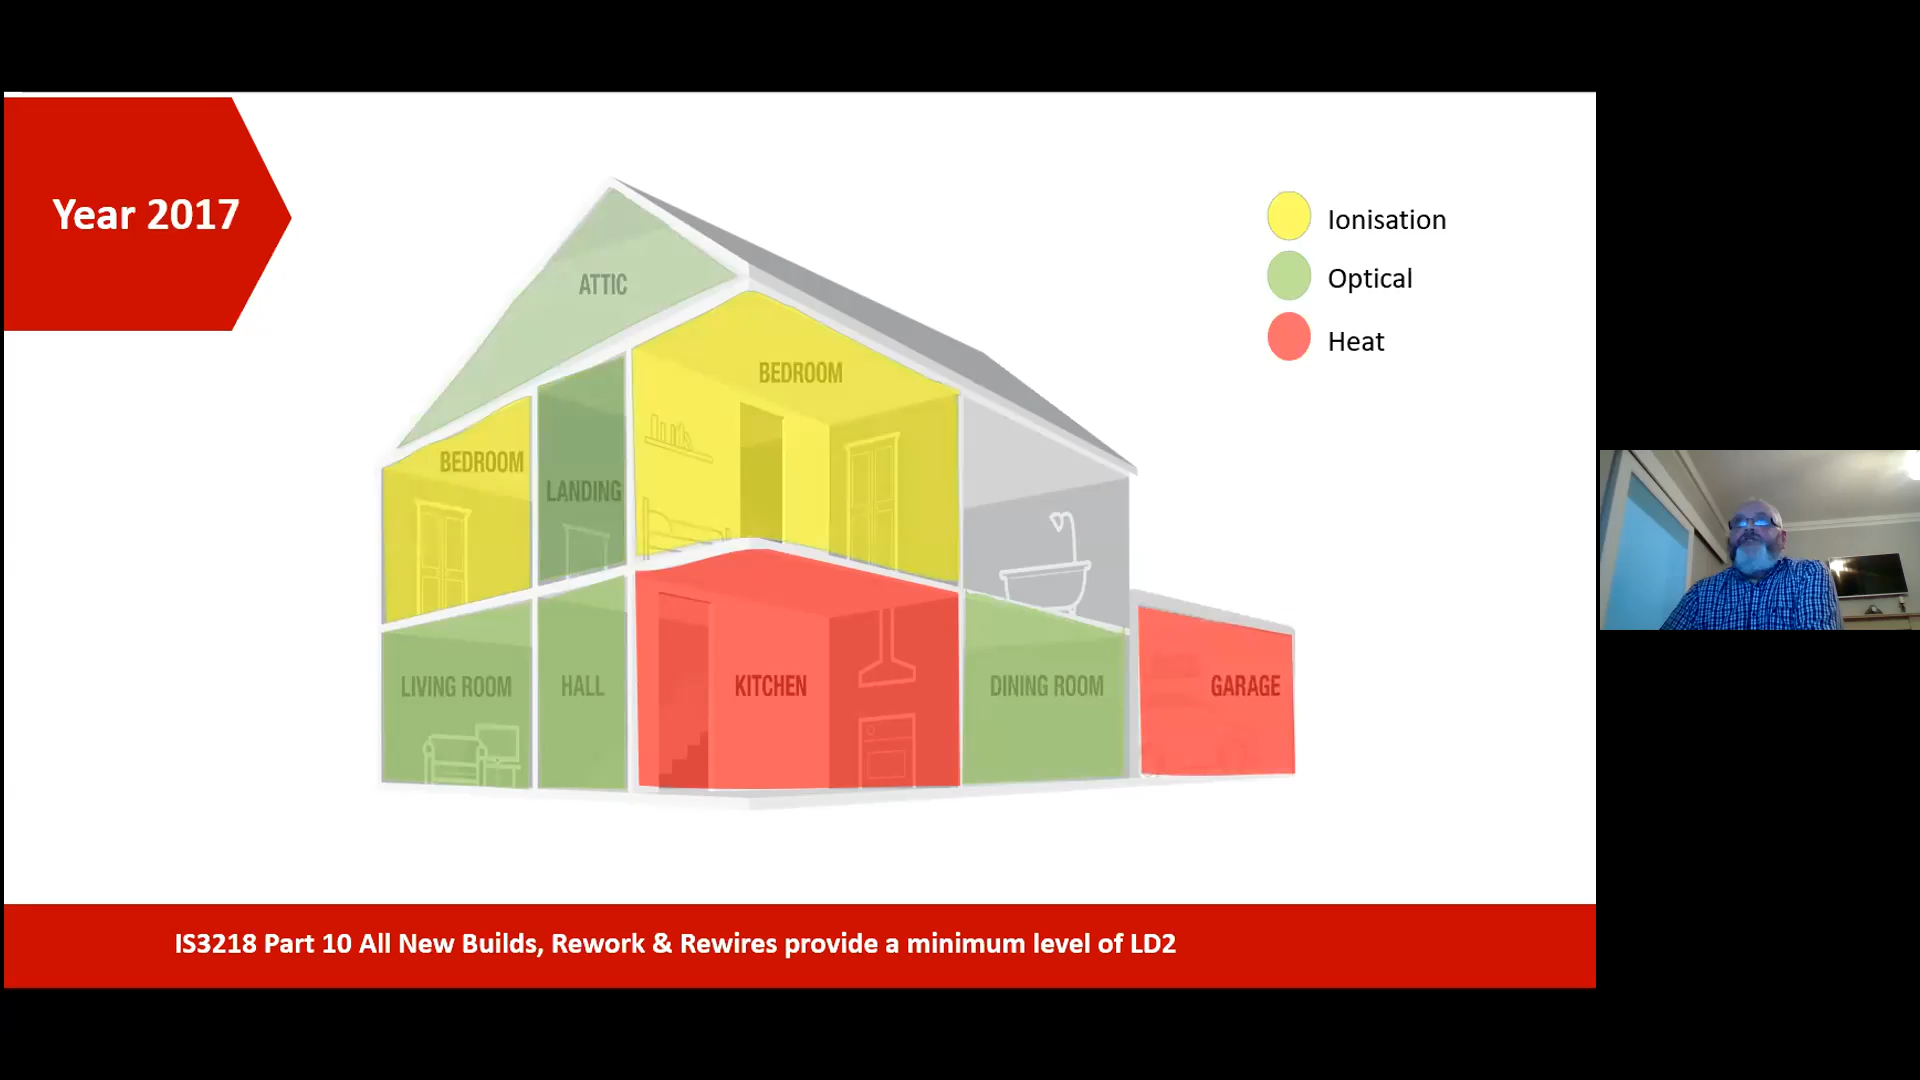 Year 2017
Ionisation
Optical
Heat
ATTIC
BEDROOM
BEDROOM
LANDING
LIVING ROOM
HALL
KITCHEN
DINING ROOM
GARAGE
IS3218 Part 10 All New Builds, Rework & Rewires provide a minimum level of LD2